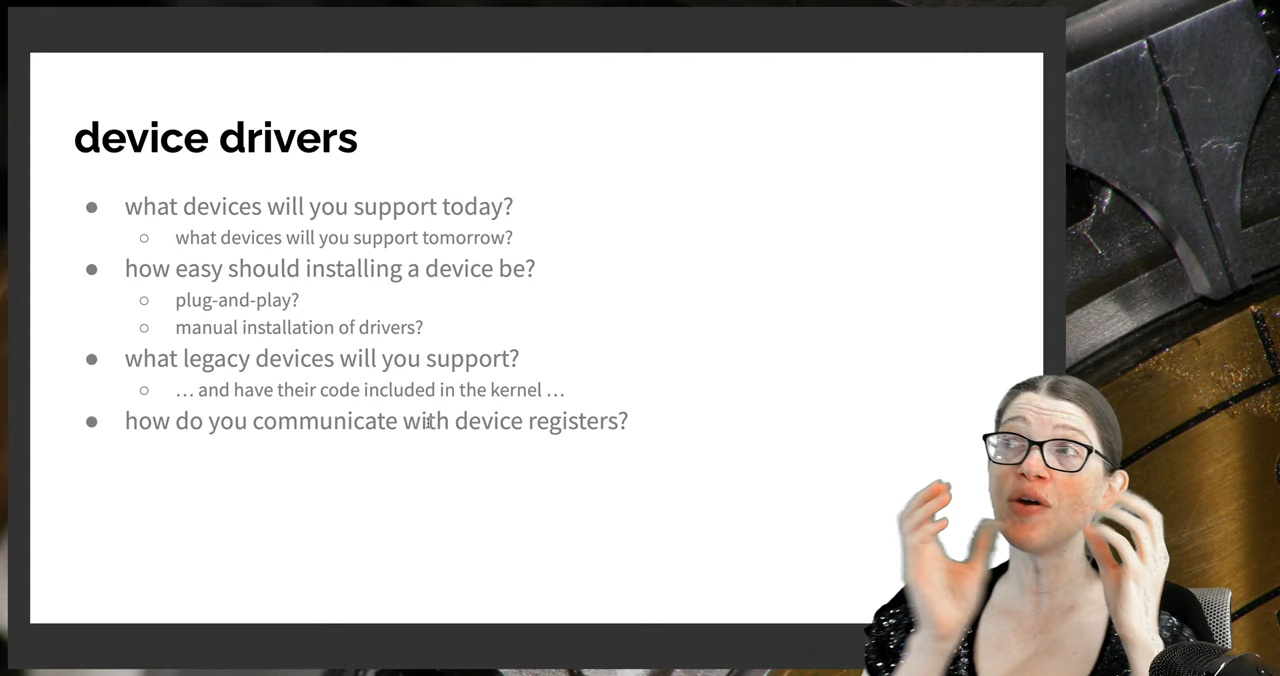 device drivers
● what devices will you support today?
○ what devices will you support tomorrow?
● how easy should installing a device be?
○ plug-and-play?
○ manual installation of drivers?
● what legacy devices will you support?
○ … and have their code included in the kernel …
● how do you communicate with device registers?